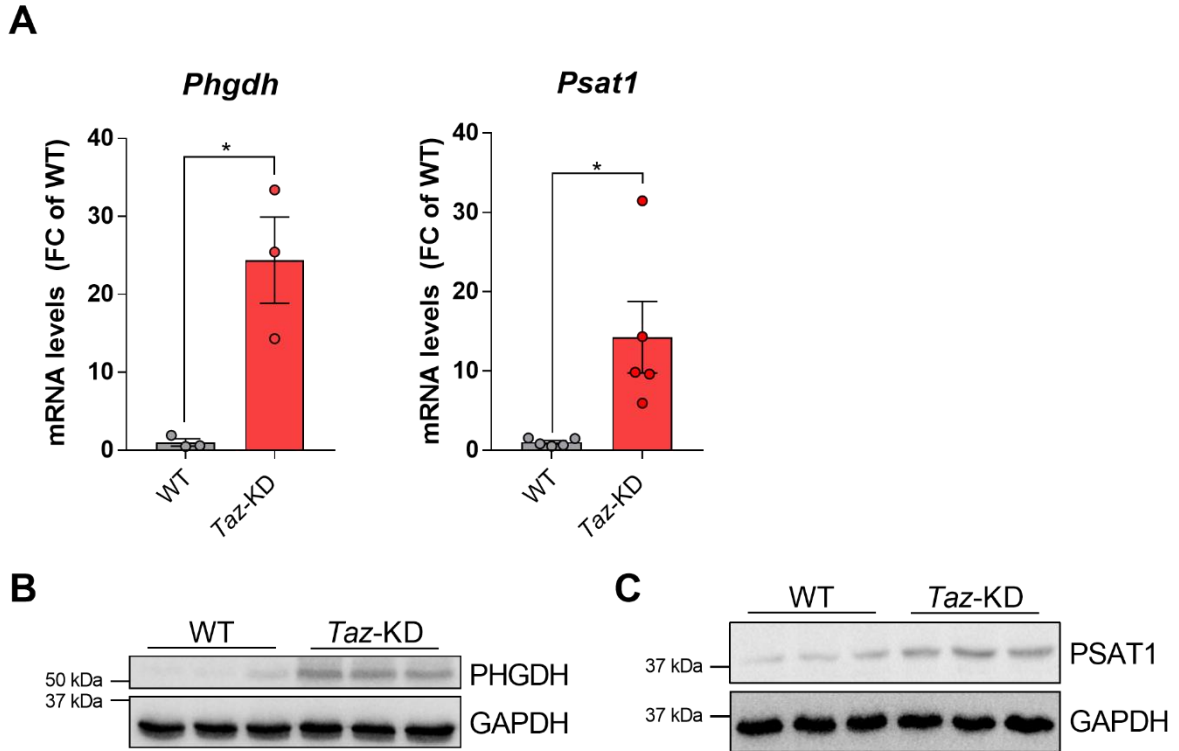 A
Phgdh
mRNA levels (FC of WT)
40
30
20
10
0
*
WT
Taz-KD
Psat1
mRNA levels (FC of WT)
40
30
20
10
0
*
WT
Taz-KD
B
WT Taz-KD
50 kDa PHGDH
37 kDa
GAPDH
C
WT Taz-KD
37 kDa PSAT1
37 kDa GAPDH